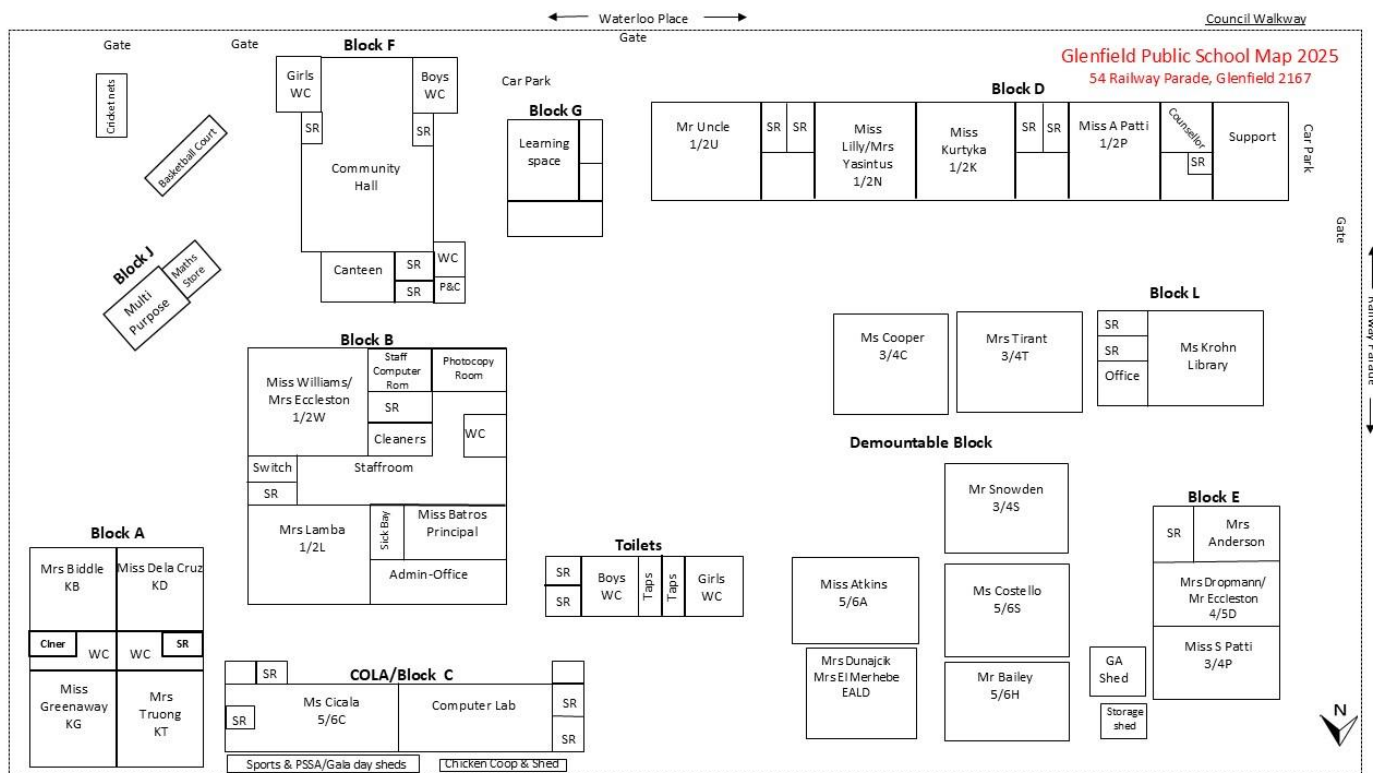 Waterloo Place
Council Walkway
Gate
Gate
Gate
Glenfield Public School Map 2025
54 Railway Parade, Glenfield 2167
Cricket nets
Basketball Court
Block F
Girls
WC
Boys
WC
SR
SR
Community
Hall
Canteen
SR
SR
WC
P&C
Car Park
Block G
Learning
space
Block D
Mr Uncle
1/2U
SR
SR
Miss
Lilly/Mrs
Yasintus
1/2N
Miss
Kurtyka
1/2K
SR
SR
Miss A Patti
1/2P
Counsellor
SR
Support
Car Park
Gate
Railway Parade
Block J
Multi
Purpose
Maths
Store
Block B
Miss Williams/
Mrs Eccleston
1/2W
Staff
Computer
Rom
Photocopy
Room
SR
Cleaners
WC
Switch
SR
Staffroom
Mrs Lamba
1/2L
Sick Bay
Miss Batros
Principal
Admin-Office
Ms Cooper
3/4C
Mrs Tirant
3/4T
Block L
SR
SR
Office
Ms Krohn
Library
Demountable Block
Mr Snowden
3/4S
Miss Atkins
5/6A
Ms Costello
5/6S
Mrs Dunajcik
Mrs El Merhebe
EALD
Mr Bailey
5/6H
Block E
SR
Mrs
Anderson
Mrs Dropmann/
Mr Eccleston
4/5D
Miss S Patti
3/4P
GA
Shed
Storage
shed
Block A
Mrs Biddle
KB
Miss Dela Cruz
KD
Clner
WC
WC
SR
Miss
Greenaway
KG
Mrs
Truong
KT
Toilets
SR
SR
Boys
WC
Taps
Taps
Girls
WC
COLA/Block C
SR
SR
Ms Cicala
5/6C
Computer Lab
SR
SR
Sports & PSSA/Gala day sheds
Chicken Coop & Shed
N